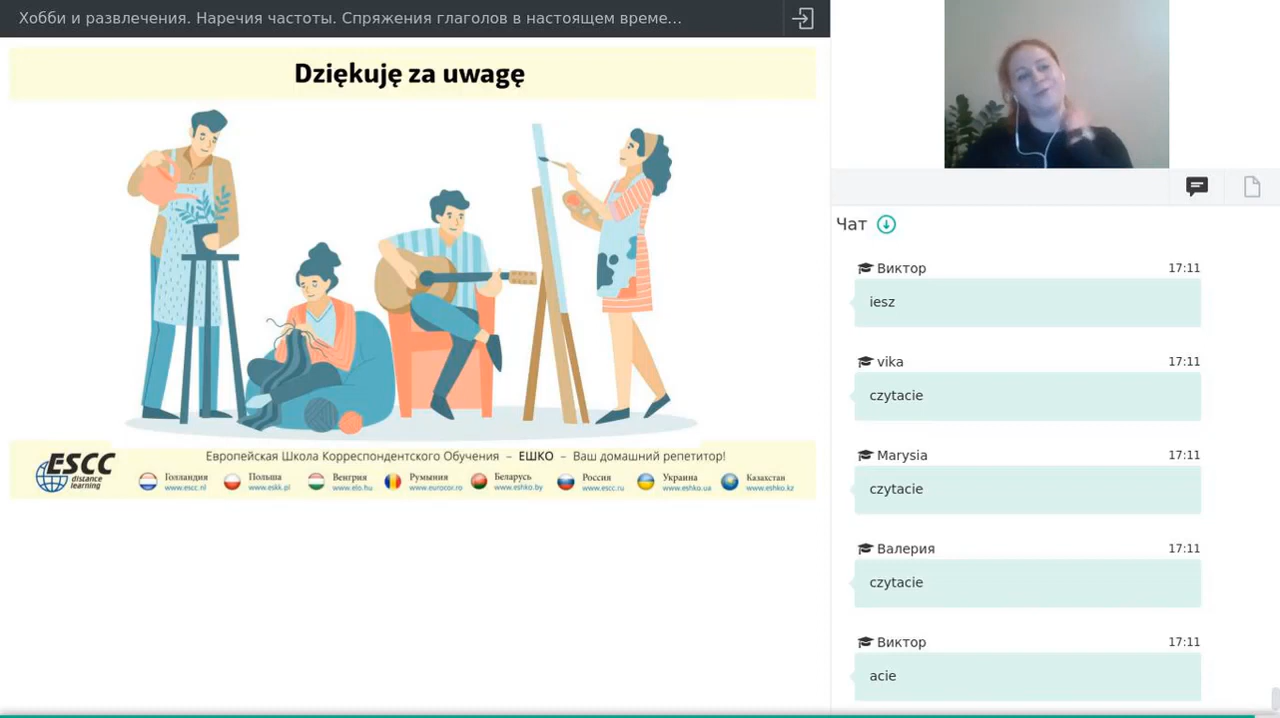 Хобби и развлечения. Наречия частоты. Спряжения глаголов в настоящем време...
Dziękuję za uwagę
ESCC
distance
learning
Европейская Школа Корреспондентского Обучения – ЕШКО – Ваш домашний репетитор!
Голландия
www.escc.nl
Польша
www.eskk.pl
Венгрия
www.elo.hu
Румыния
www.eurocor.ro
Беларусь
www.eshko.by
Россия
www.escc.ru
Украина
www.eshko.ua
Казахстан
www.eshko.kz
Чат
Виктор 17:11
iesz
vika 17:11
czytacie
Marysia 17:11
czytacie
Валерия 17:11
czytacie
Виктор 17:11
acie